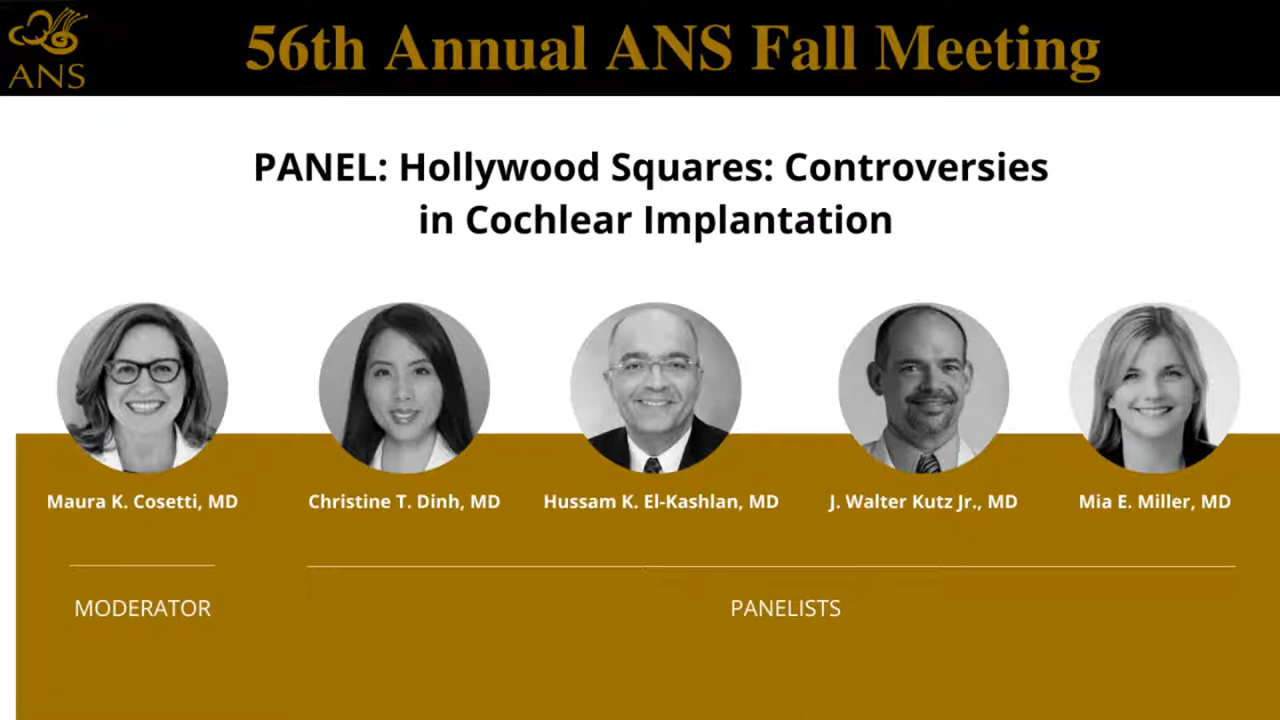 ANS
56th Annual ANS Fall Meeting
PANEL: Hollywood Squares: Controversies
in Cochlear Implantation
Maura K. Cosetti, MD
Christine T. Dinh, MD
Hussam K. El-Kashlan, MD
J. Walter Kutz Jr., MD
Mia E. Miller, MD
MODERATOR
PANELISTS